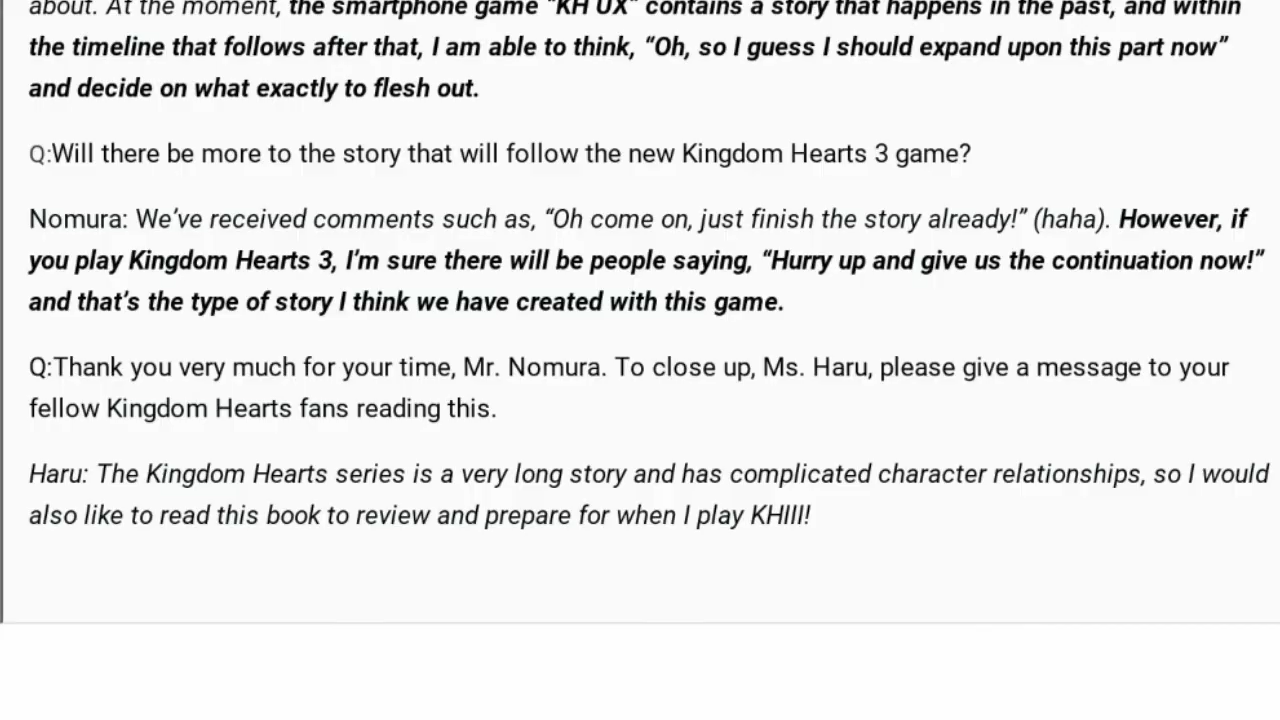 about. At the moment, the smartphone game "KH UX" contains a story that happens in the past, and within
the timeline that follows after that, I am able to think, “Oh, so I guess I should expand upon this part now”
and decide on what exactly to flesh out.
Q:Will there be more to the story that will follow the new Kingdom Hearts 3 game?
Nomura: We’ve received comments such as, “Oh come on, just finish the story already!” (haha). However, if
you play Kingdom Hearts 3, I’m sure there will be people saying, “Hurry up and give us the continuation now!”
and that’s the type of story I think we have created with this game.
Q:Thank you very much for your time, Mr. Nomura. To close up, Ms. Haru, please give a message to your
fellow Kingdom Hearts fans reading this.
Haru: The Kingdom Hearts series is a very long story and has complicated character relationships, so I would
also like to read this book to review and prepare for when I play KHIII!